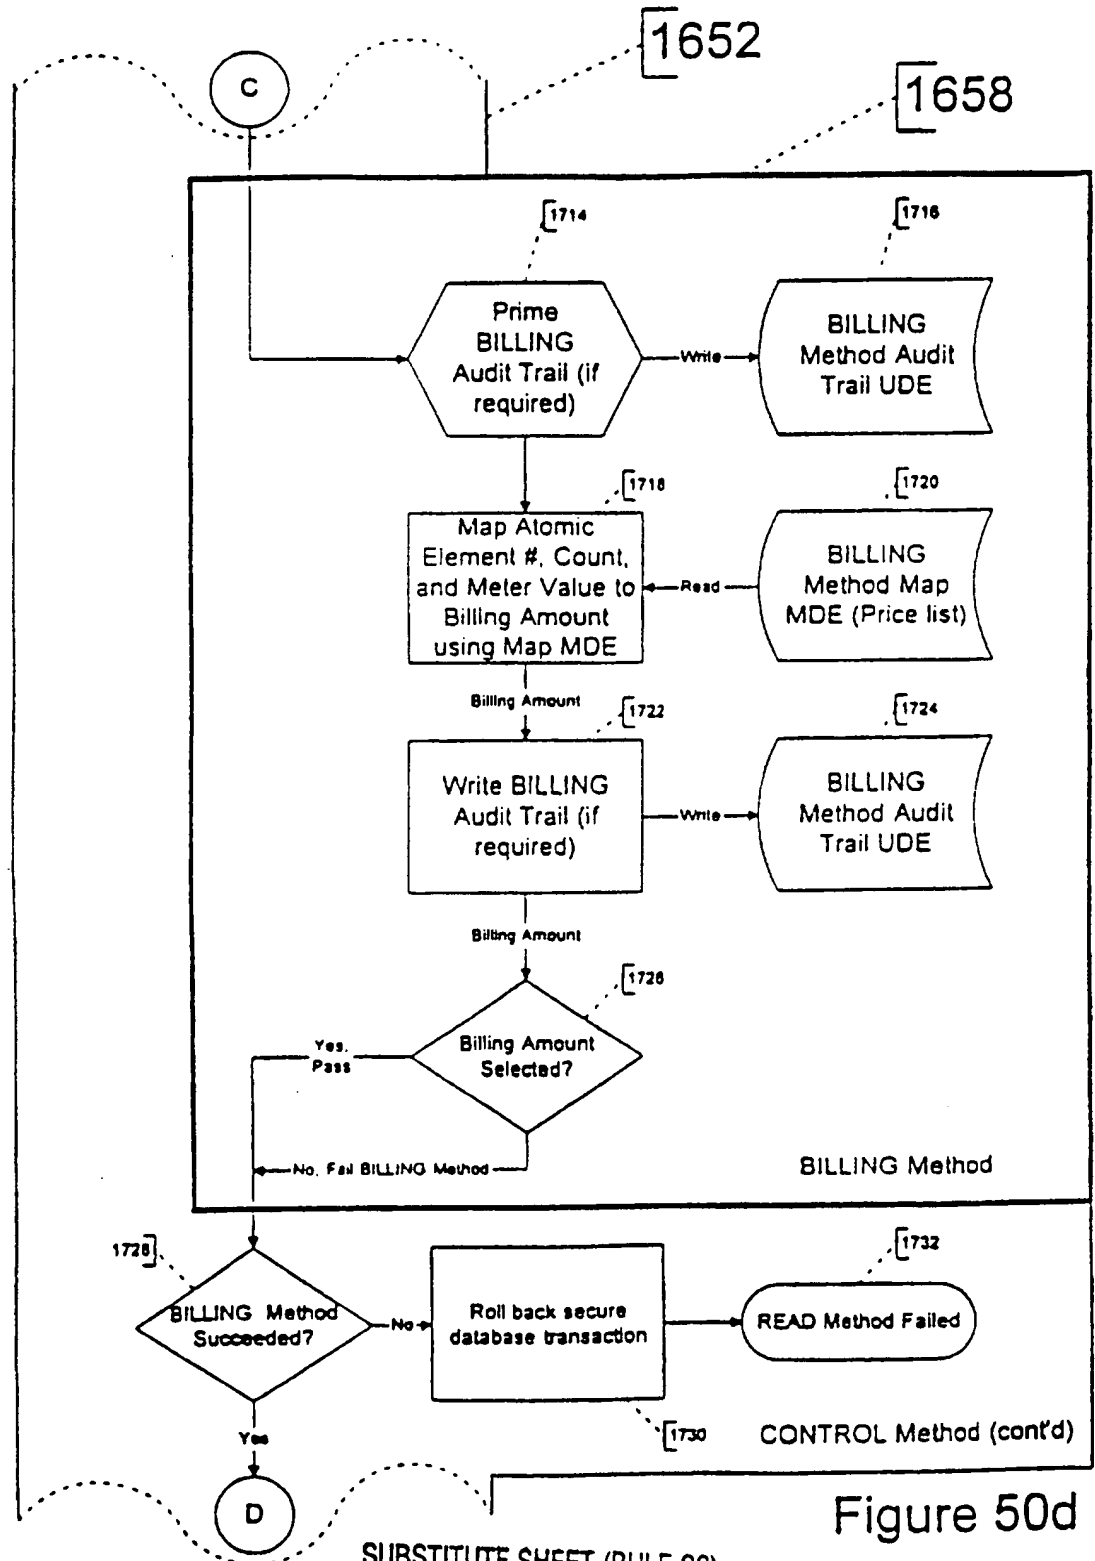 1652
C
1658
1714
1716
Prime
BILLING
Audit Trail (if
required)
Write
BILLING
Method Audit
Trail UDE
1718
1720
Map Atomic
Element #, Count,
and Meter Value to
Billing Amount
using Map MDE
Read
BILLING
Method Map
MDE (Price list)
Billing Amount
1722
1724
Write BILLING
Audit Trail (if
required)
Write
BILLING
Method Audit
Trail UDE
Billing Amount
1726
Billing Amount
Selected?
Yes,
Pass
No, Fail BILLING Method
BILLING Method
1728
1732
BILLING Method
Succeeded?
No
Roll back secure
database transaction
READ Method Failed
1730
CONTROL Method (cont'd)
Yes
D
Figure 50d
SUBSTITUTE SHEET (RULE 26)